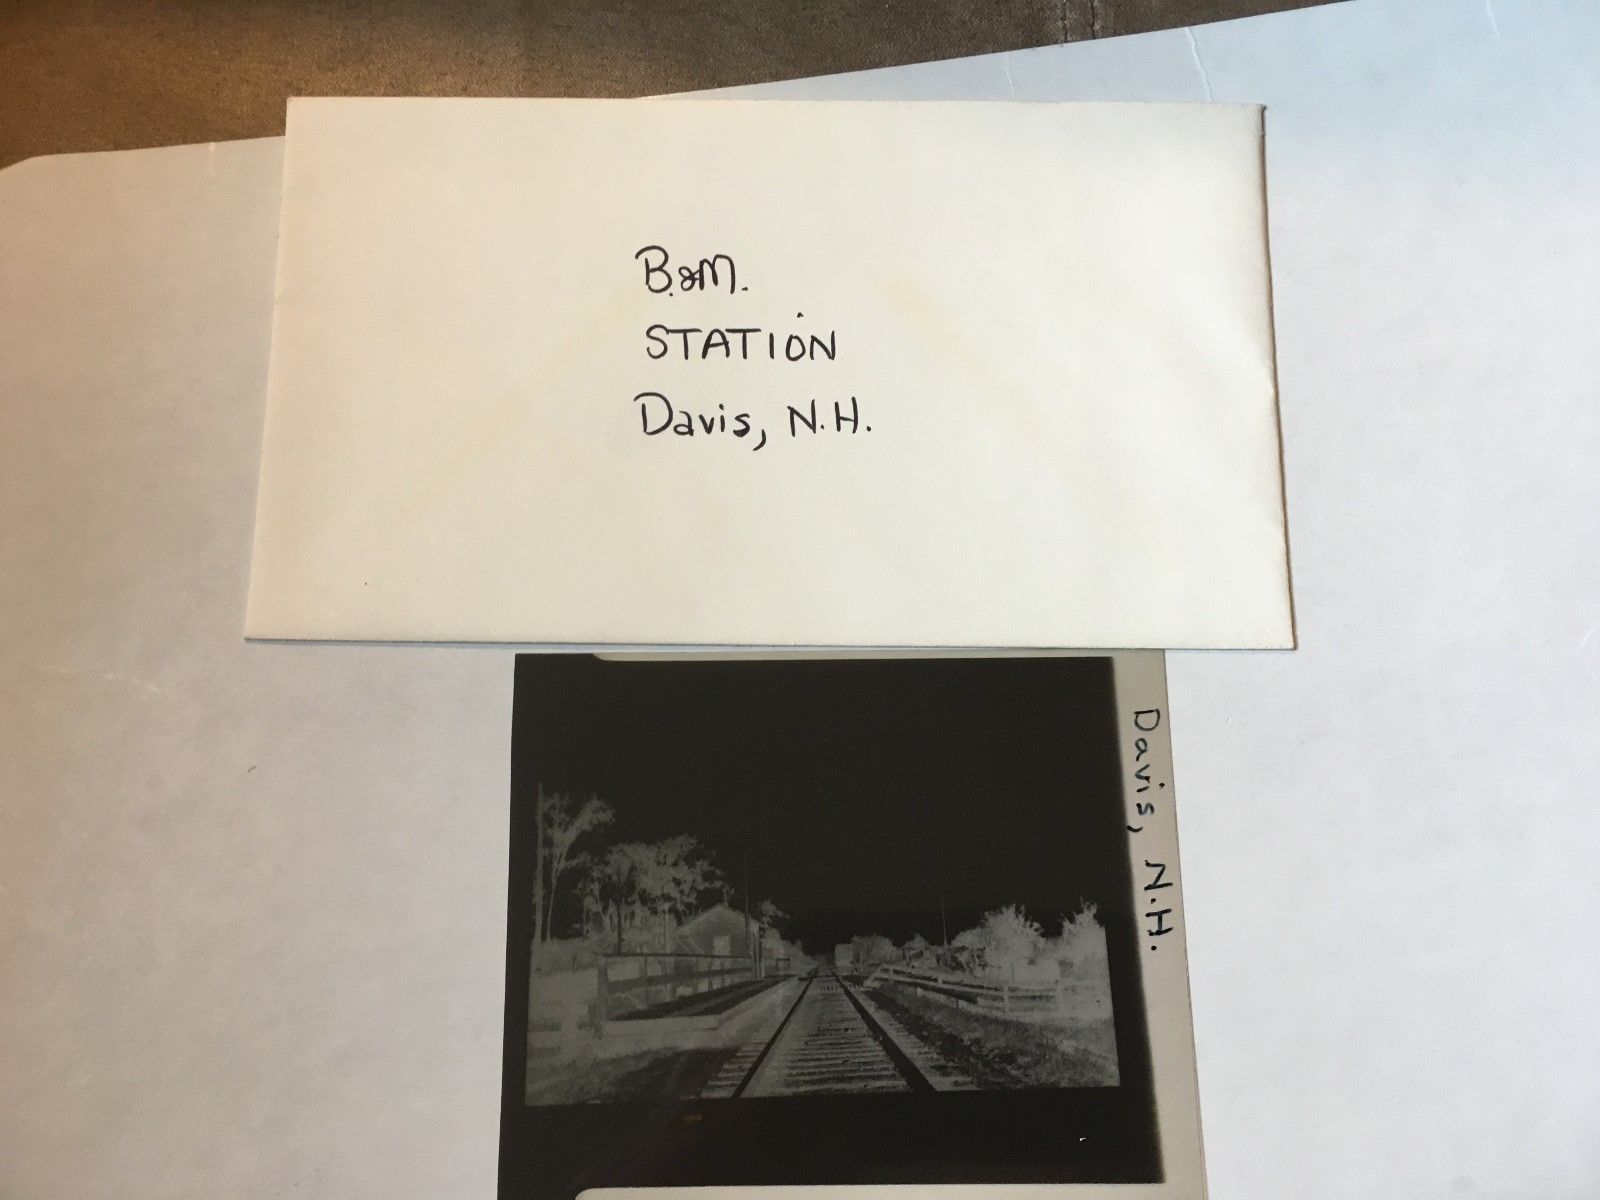 B.&M.
STATION
Davis, N.H.
Davis, N.H.